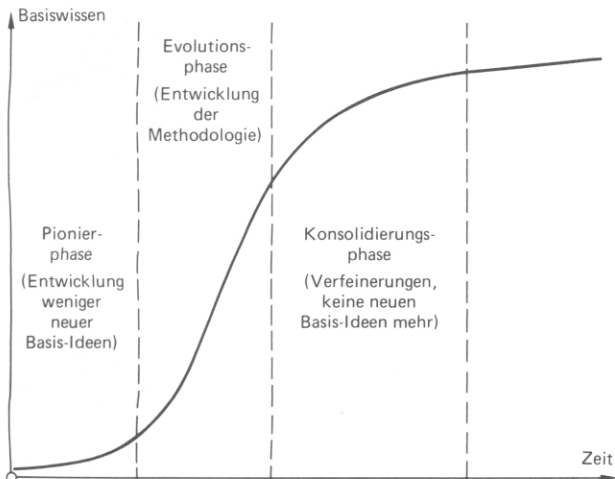 Basiswissen
Evolutions-
phase
(Entwicklung
der
Methodologie)
Pionier-
phase
(Entwicklung
weniger
neuer
Basis-Ideen)
Konsolidierungs-
phase
(Verfeinerungen,
keine neuen
Basis-Ideen mehr)
Zeit